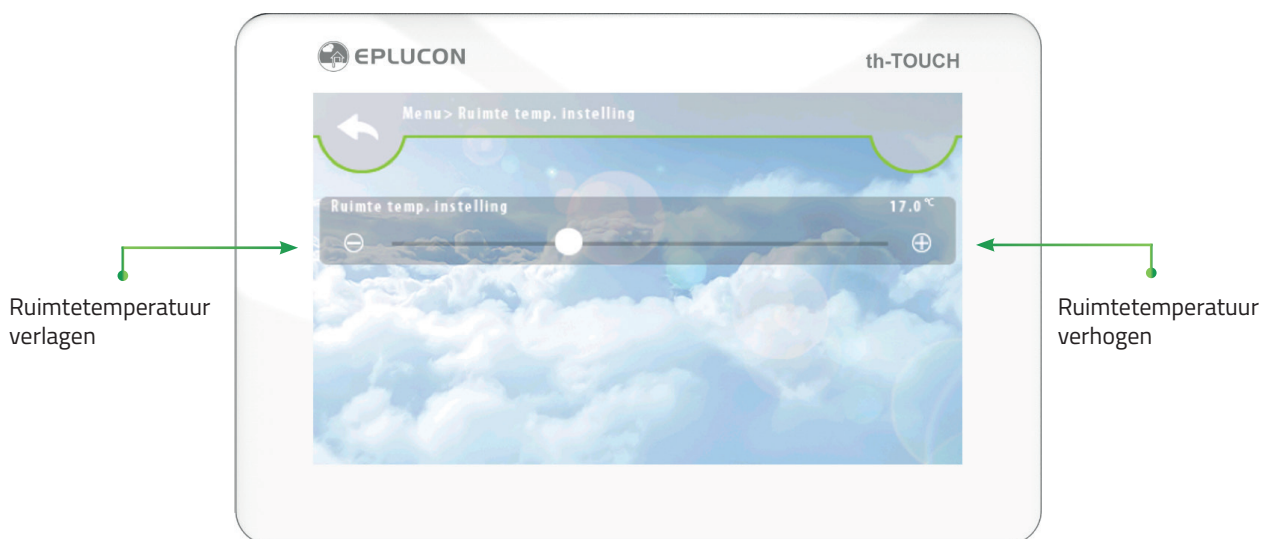 EPLUCON
th-TOUCH
Menu> Ruimte temp. instelling
Ruimte temp. instelling
17.0 °C
Ruimtetemperatuur
verlagen
Ruimtetemperatuur
verhogen